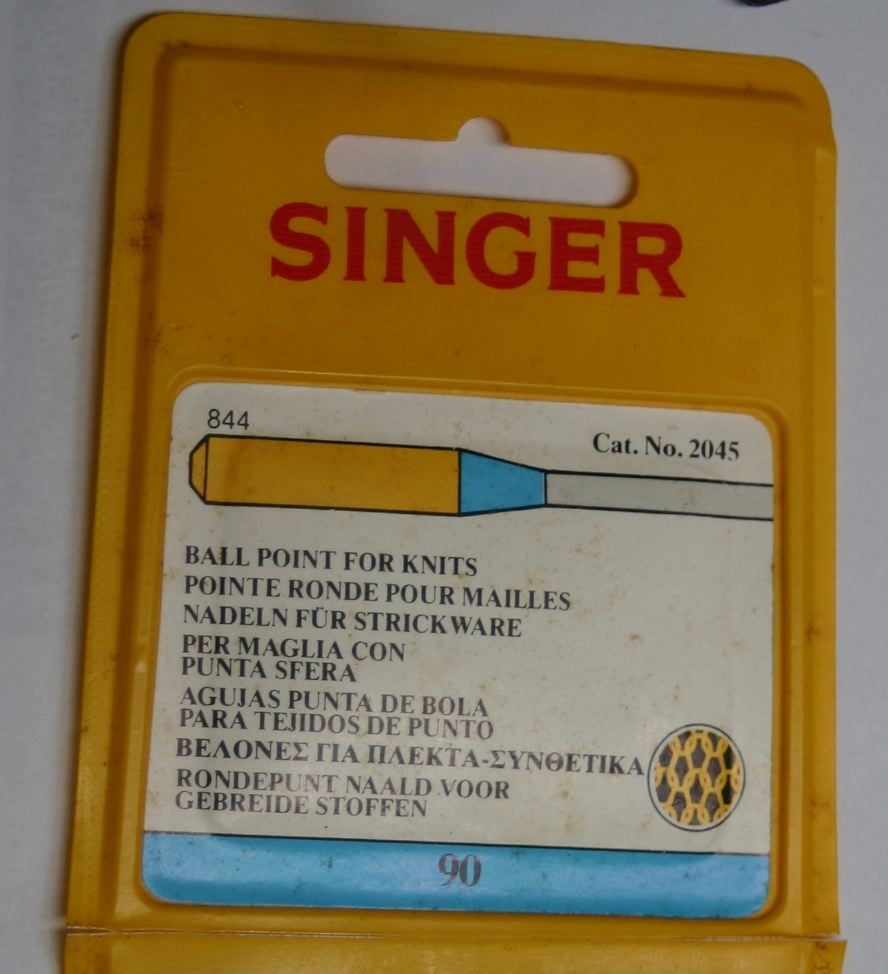 SINGER
844
Cat. No. 2045
BALL POINT FOR KNITS
POINTE RONDE POUR MAILLES
NADELN FÜR STRICKWARE
PER MAGLIA CON
PUNTA SFERA
AGUJAS PUNTA DE BOLA
PARA TEJIDOS DE PUNTO
ΒΕΛΟΝΕΣ ΓΙΑ ΠΛΕΚΤΑ-ΣΥΝΘΕΤΙΚΑ
RONDEPUNT NAALD VOOR
GEBREIDE STOFFEN
90